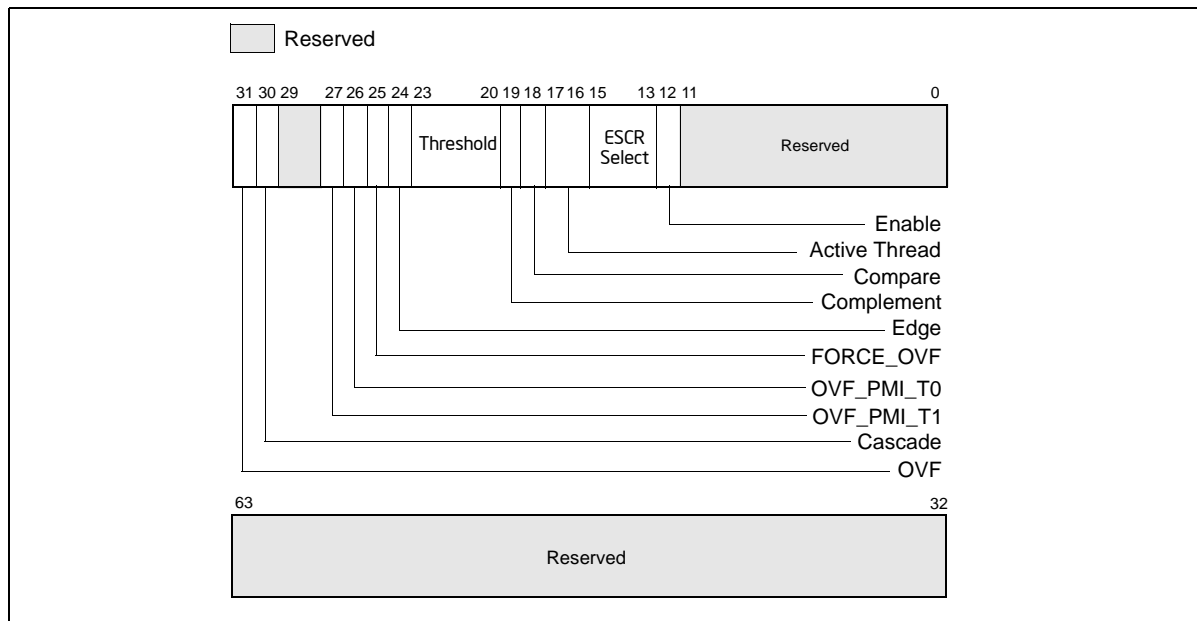 Reserved
31 30 29 27 26 25 24 23 20 19 18 17 16 15 13 12 11 0
Threshold
ESCR
Select
Reserved
Enable
Active Thread
Compare
Complement
Edge
FORCE_OVF
OVF_PMI_T0
OVF_PMI_T1
Cascade
OVF
63 32
Reserved